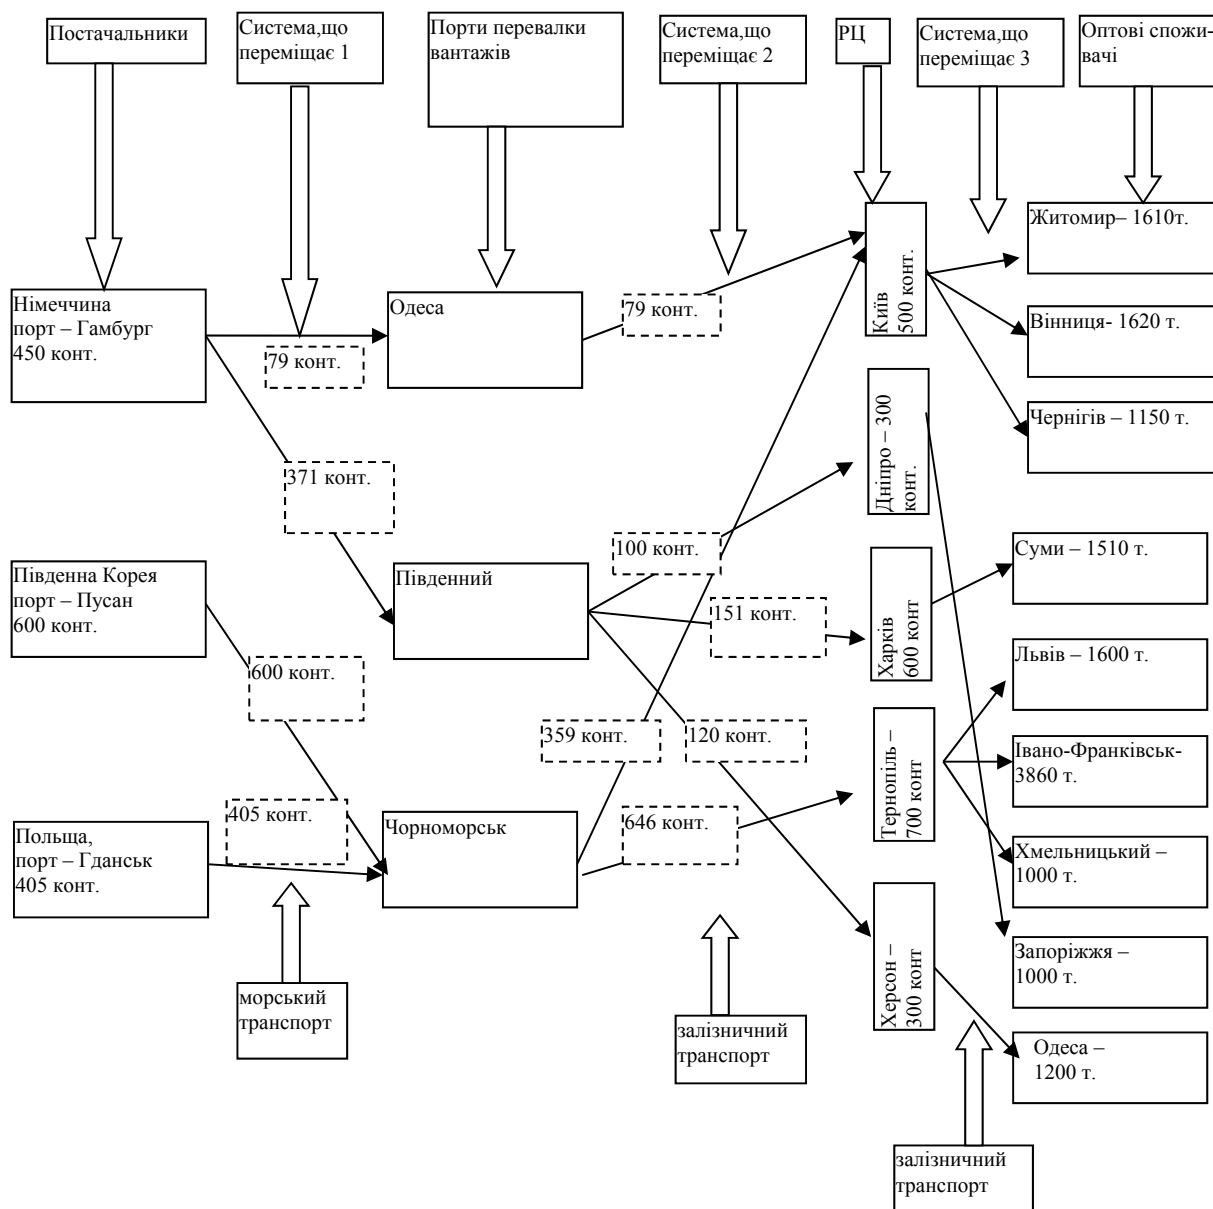 Постачальники
Система,що
переміщає 1
Порти перевалки
вантажів
Система,що
переміщає 2
РЦ
Система,що
переміщає 3
Оптові спожи-
вачі
Німеччина
порт – Гамбург
450 конт.
79 конт.
Одеса
79 конт.
Київ
500 конт.
Житомир– 1610т.
Вінниця- 1620 т.
Чернігів – 1150 т.
371 конт.
Дніпро – 300
конт.
100 конт.
Південна Корея
порт – Пусан
600 конт.
Південний
151 конт.
Харків
600 конт
Суми – 1510 т.
600 конт.
Львів – 1600 т.
359 конт.
120 конт.
Тернопіль –
700 конт
Івано-Франківськ-
3860 т.
Польща,
порт – Гданськ
405 конт.
405 конт.
Чорноморськ
646 конт.
Хмельницький –
1000 т.
Херсон –
300 конт
Запоріжжя –
1000 т.
морський
транспорт
залізничний
транспорт
Одеса –
1200 т.
залізничний
транспорт